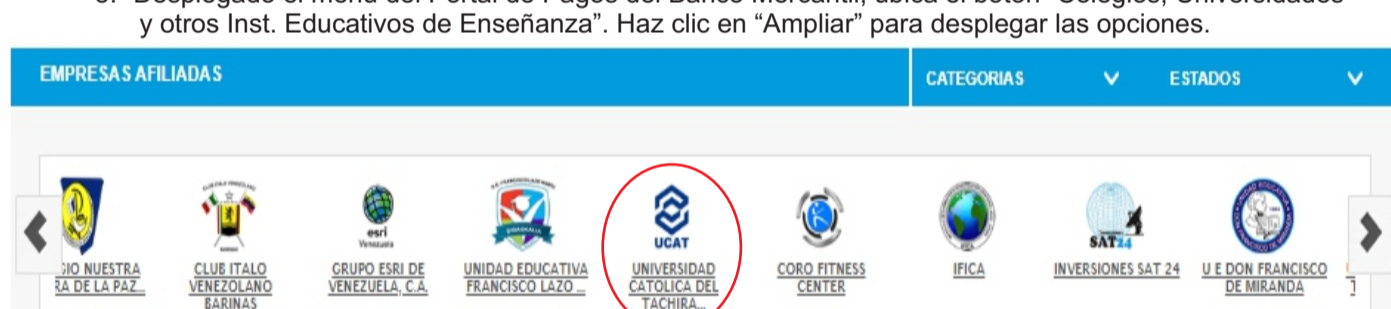 y otros Inst. Educativos de Enseñanza”. Haz clic en “Ampliar” para desplegar las opciones.
EMPRESAS AFILIADAS
CATEGORIAS
ESTADOS
esri
Venezuela
UCAT
SAT24
GIO NUESTRA
RA DE LA PAZ...
CLUB ITALO
VENEZOLANO
BARINAS
GRUPO ESRI DE
VENEZUELA, C.A.
UNIDAD EDUCATIVA
FRANCISCO LAZO ...
UNIVERSIDAD
CATOLICA DEL
TACHIRA...
CORO FITNESS
CENTER
IFICA
INVERSIONES SAT 24
U E DON FRANCISCO
DE MIRANDA